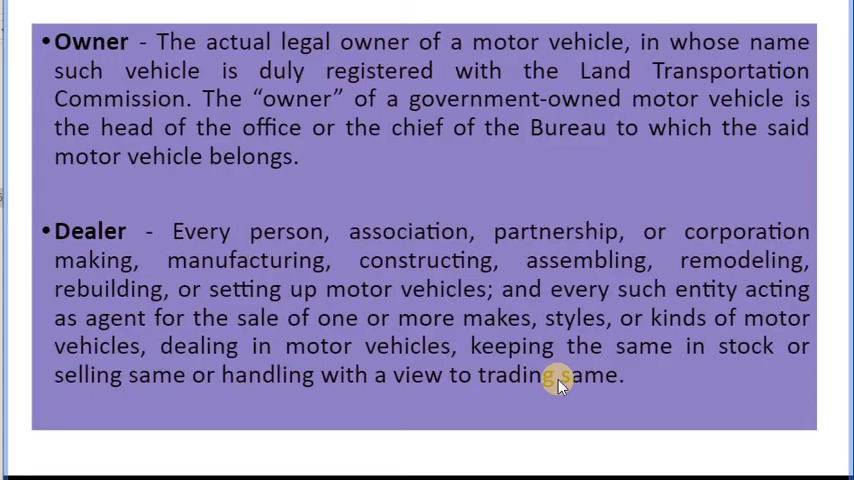 •Owner - The actual legal owner of a motor vehicle, in whose name
such vehicle is duly registered with the Land Transportation
Commission. The “owner” of a government-owned motor vehicle is
the head of the office or the chief of the Bureau to which the said
motor vehicle belongs.
•Dealer - Every person, association, partnership, or corporation
making, manufacturing, constructing, assembling, remodeling,
rebuilding, or setting up motor vehicles; and every such entity acting
as agent for the sale of one or more makes, styles, or kinds of motor
vehicles, dealing in motor vehicles, keeping the same in stock or
selling same or handling with a view to trading same.